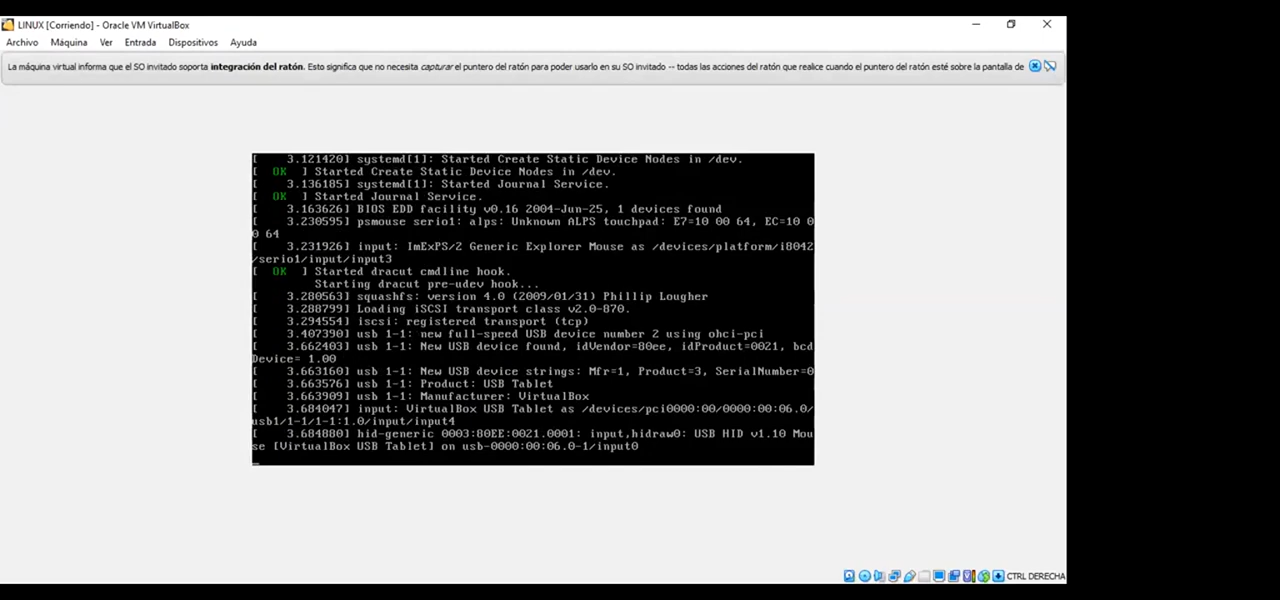 LINUX [Corriendo] - Oracle VM VirtualBox
Archivo Máquina Ver Entrada Dispositivos Ayuda
La máquina virtual informa que el SO invitado soporta integración del ratón. Esto significa que no necesita capturar el puntero del ratón para poder usarlo en su SO invitado -- todas las acciones del ratón que realice cuando el puntero del ratón esté sobre la pantalla de
[ 3.121420] systemd[1]: Started Create Static Device Nodes in /dev.
[ OK ] Started Create Static Device Nodes in /dev.
[ 3.136185] systemd[1]: Started Journal Service.
[ OK ] Started Journal Service.
[ 3.163626] BIOS EDD facility v0.16 2004-Jun-25, 1 devices found
[ 3.230595] psmouse serio1: alps: Unknown ALPS touchpad: E7=10 00 64, EC=10 0
0 64
[ 3.231926] input: ImExPS/2 Generic Explorer Mouse as /devices/platform/i8042
/serio1/input/input3
[ OK ] Started dracut cmdline hook.
Starting dracut pre-udev hook...
[ 3.280563] squashfs: version 4.0 (2009/01/31) Phillip Lougher
[ 3.288799] Loading iSCSI transport class v2.0-870.
[ 3.294554] iscsi: registered transport (tcp)
[ 3.407390] usb 1-1: new full-speed USB device number 2 using ohci-pci
[ 3.662403] usb 1-1: New USB device found, idVendor=80ee, idProduct=0021, bcd
Device= 1.00
[ 3.663160] usb 1-1: New USB device strings: Mfr=1, Product=3, SerialNumber=0
[ 3.663576] usb 1-1: Product: USB Tablet
[ 3.663909] usb 1-1: Manufacturer: VirtualBox
[ 3.684047] input: VirtualBox USB Tablet as /devices/pci0000:00/0000:00:06.0/
usb1/1-1/1-1:1.0/input/input4
[ 3.684880] hid-generic 0003:80EE:0021.0001: input,hidraw0: USB HID v1.10 Mou
se [VirtualBox USB Tablet] on usb-0000:00:06.0-1/input0
CTRL DERECHA